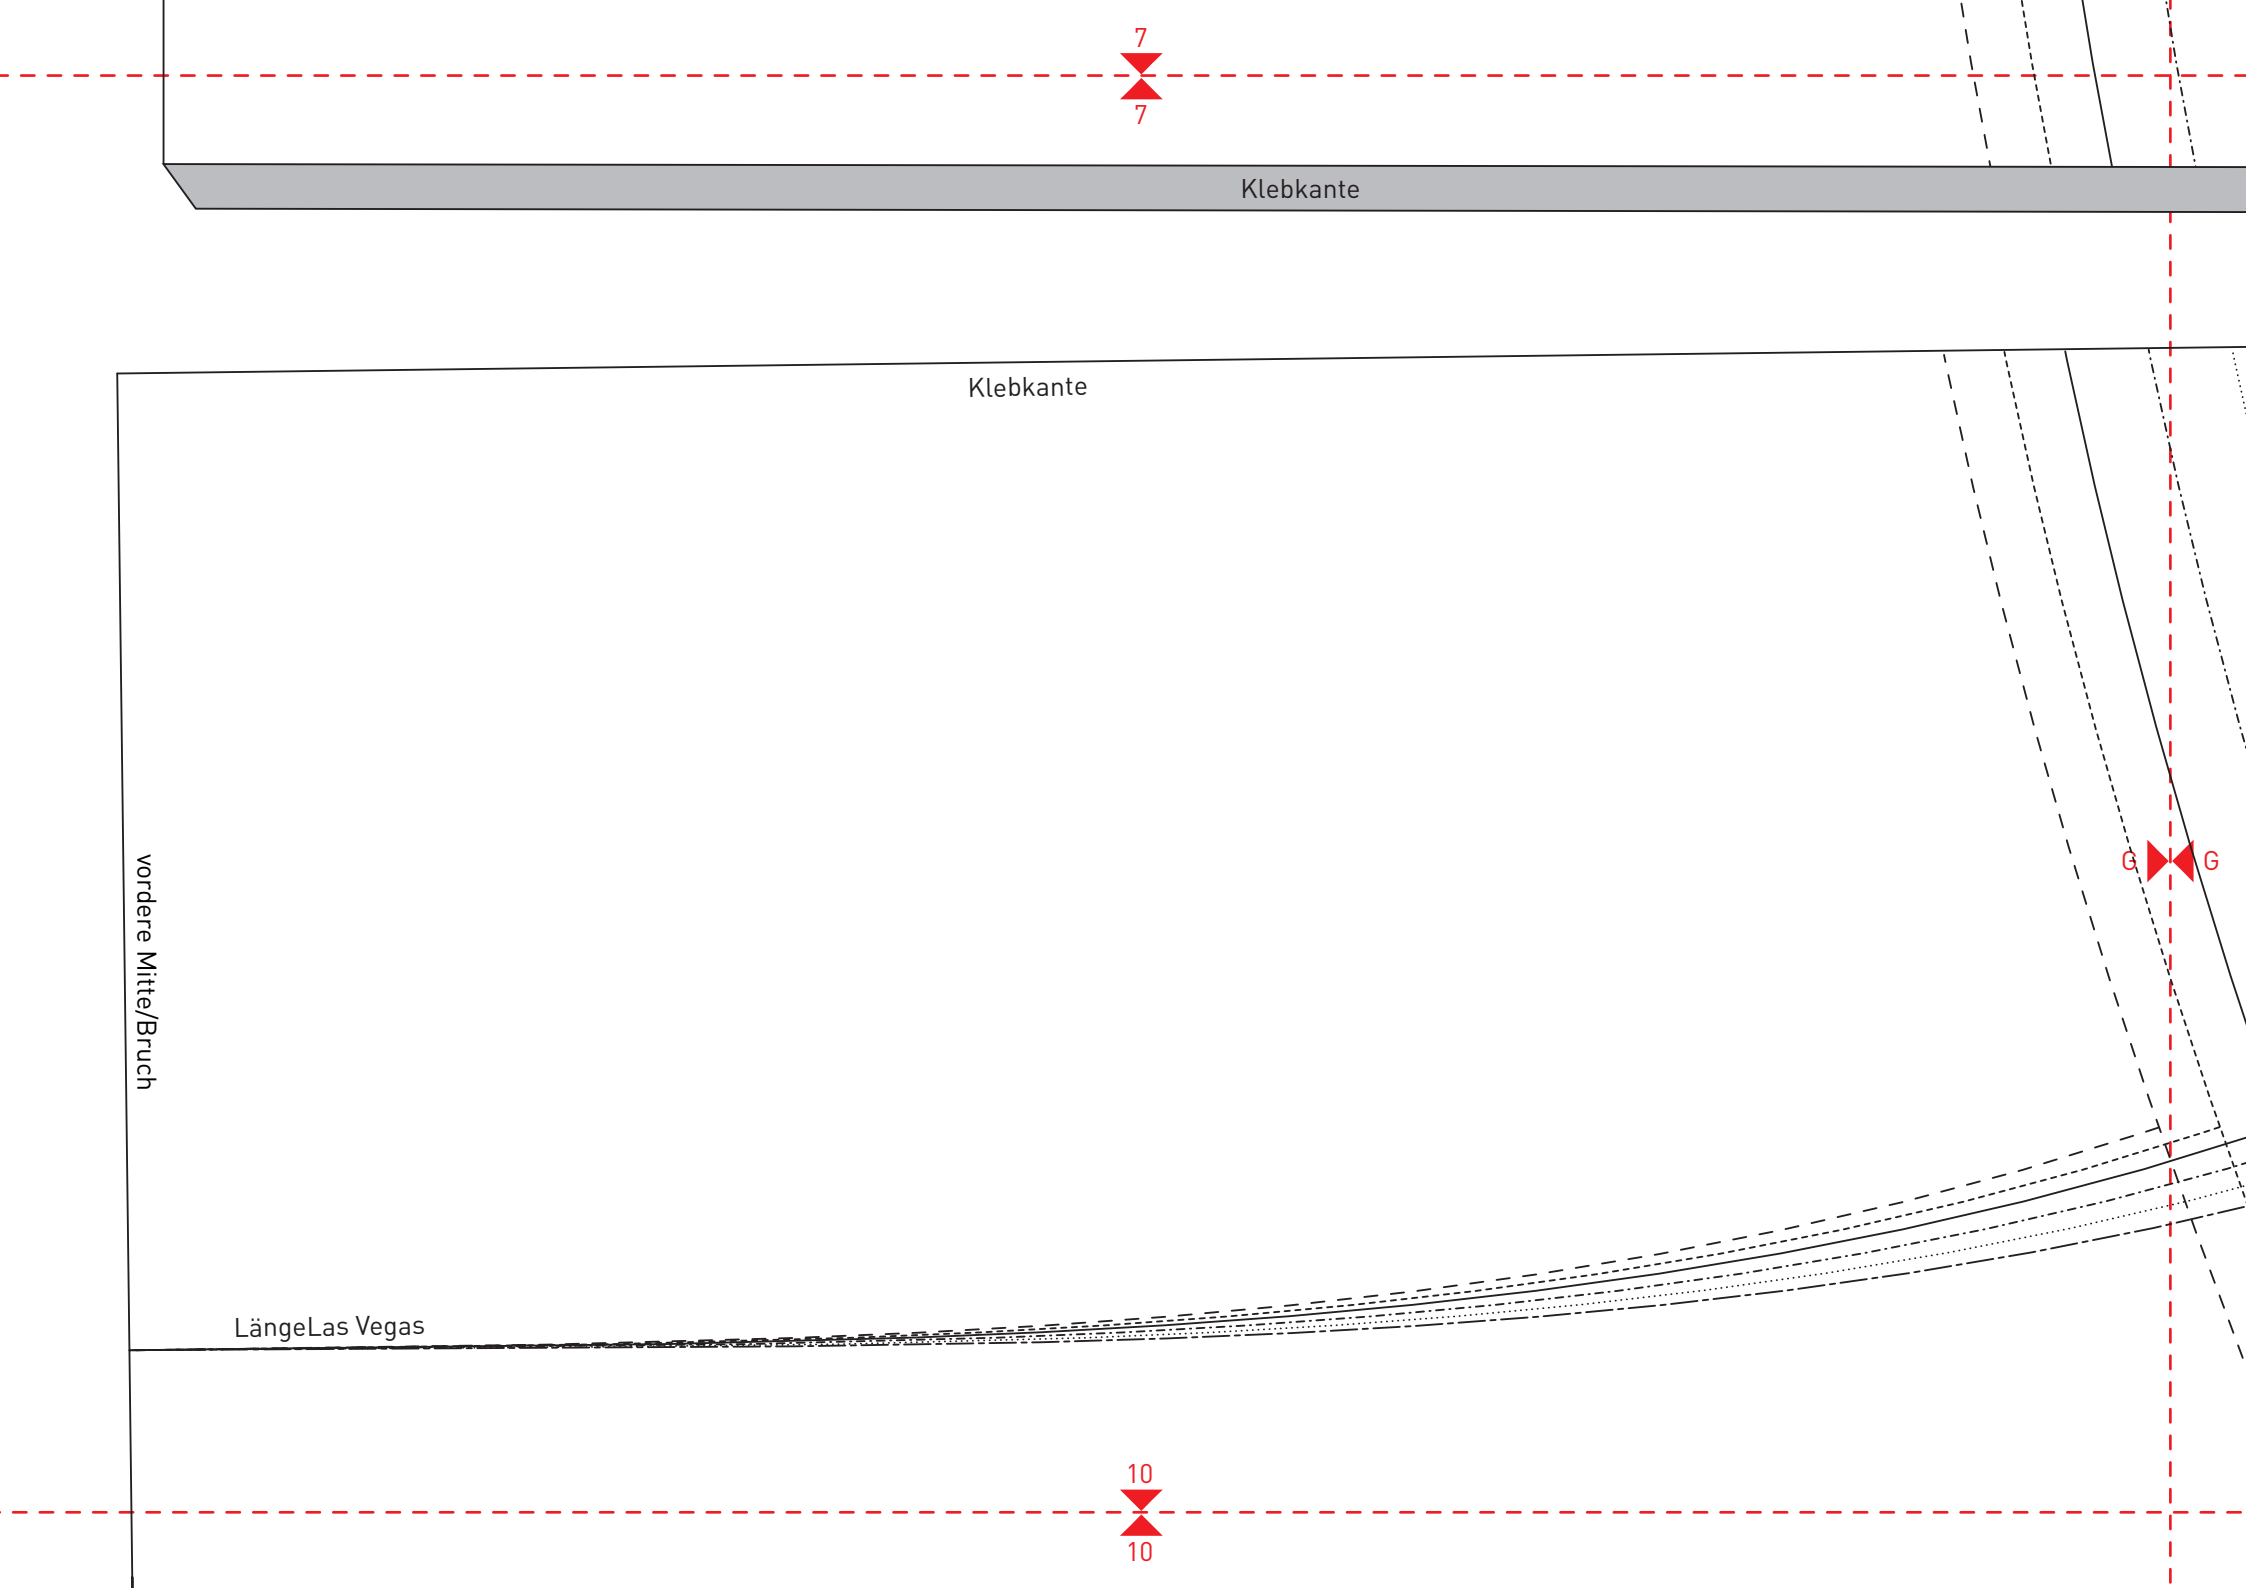 7
7
Klebkante
Klebkante
vordere Mitte/Bruch
G G
LängeLas Vegas
10
10